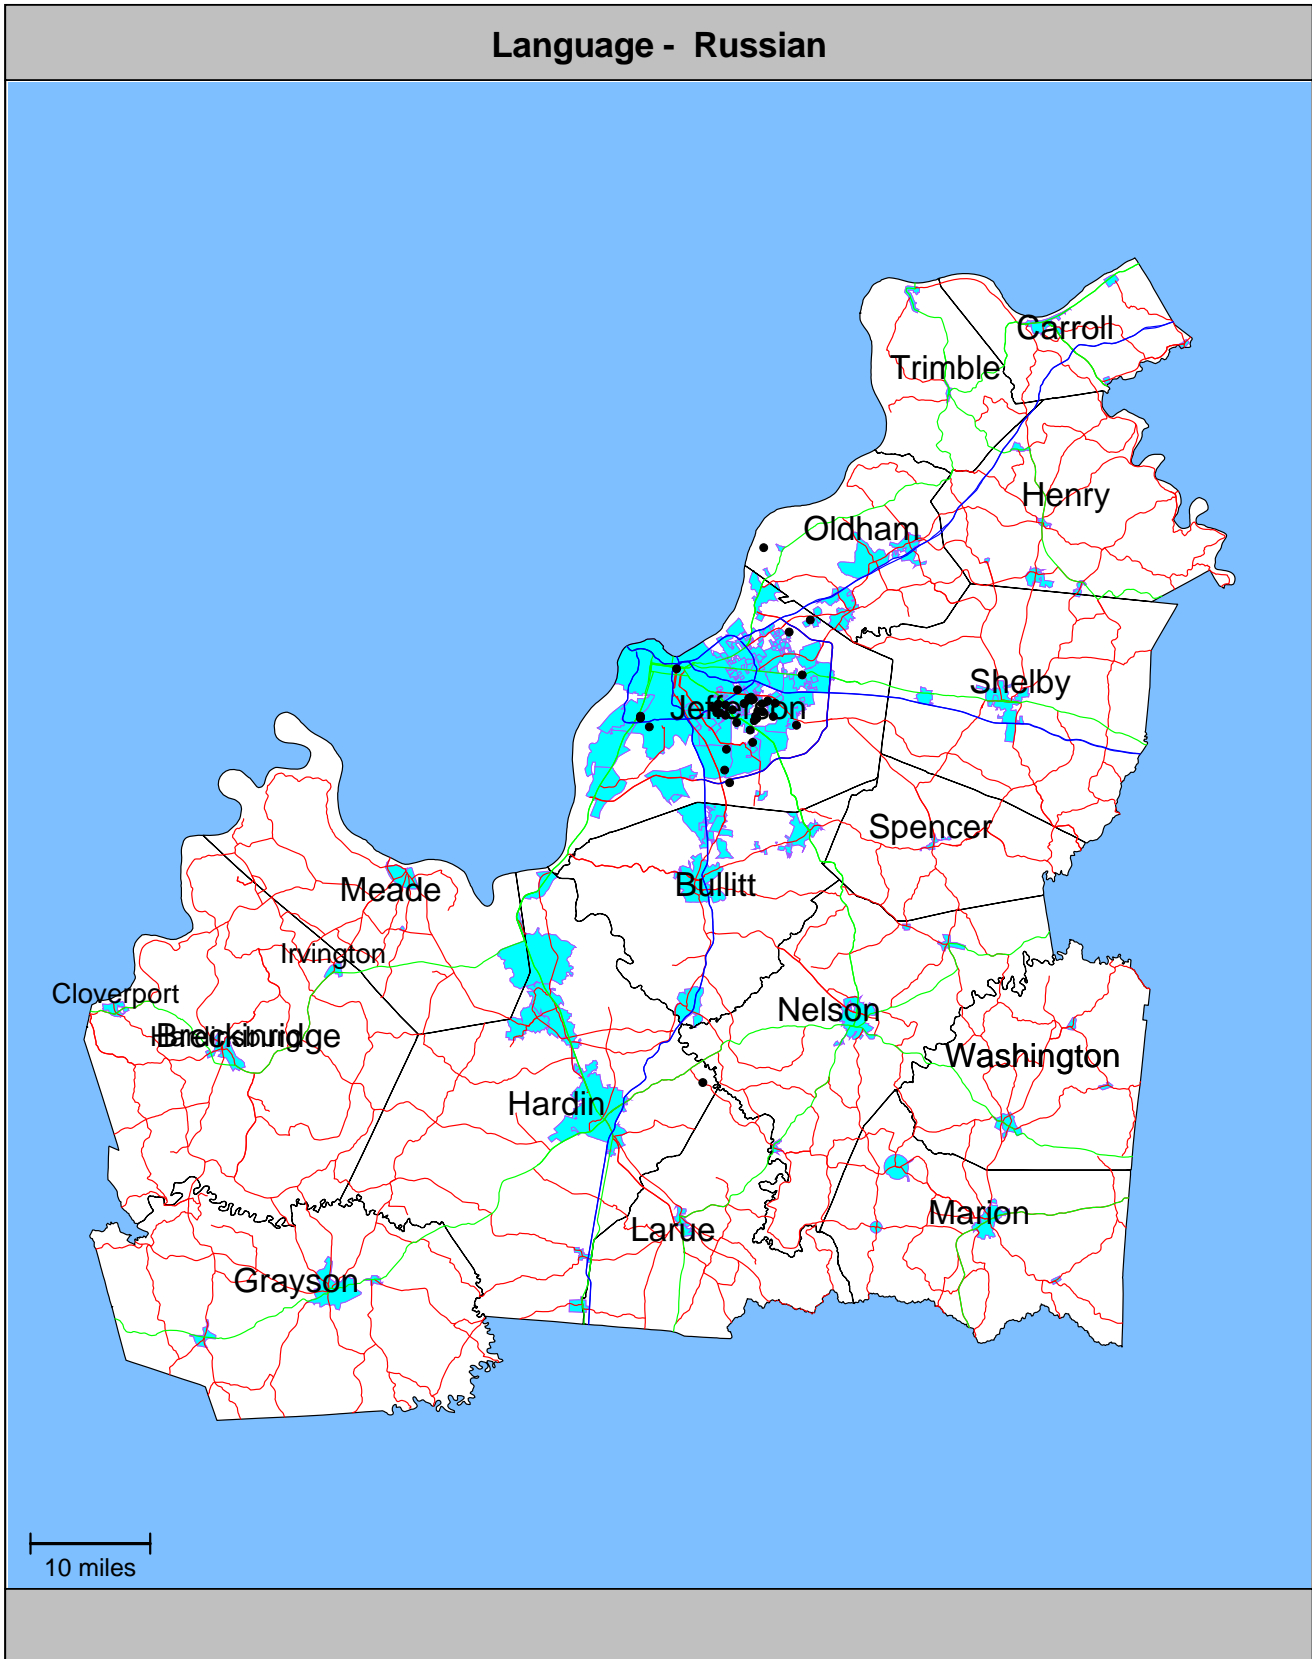 Language - Russian
Carroll
Trimble
Henry
Oldham
Shelby
Jefferson
Spencer
Bullitt
Meade
Irvington
Cloverport
Nelson
Hardinsburg
Breckinridge
Washington
Hardin
Marion
Larue
Grayson
10 miles